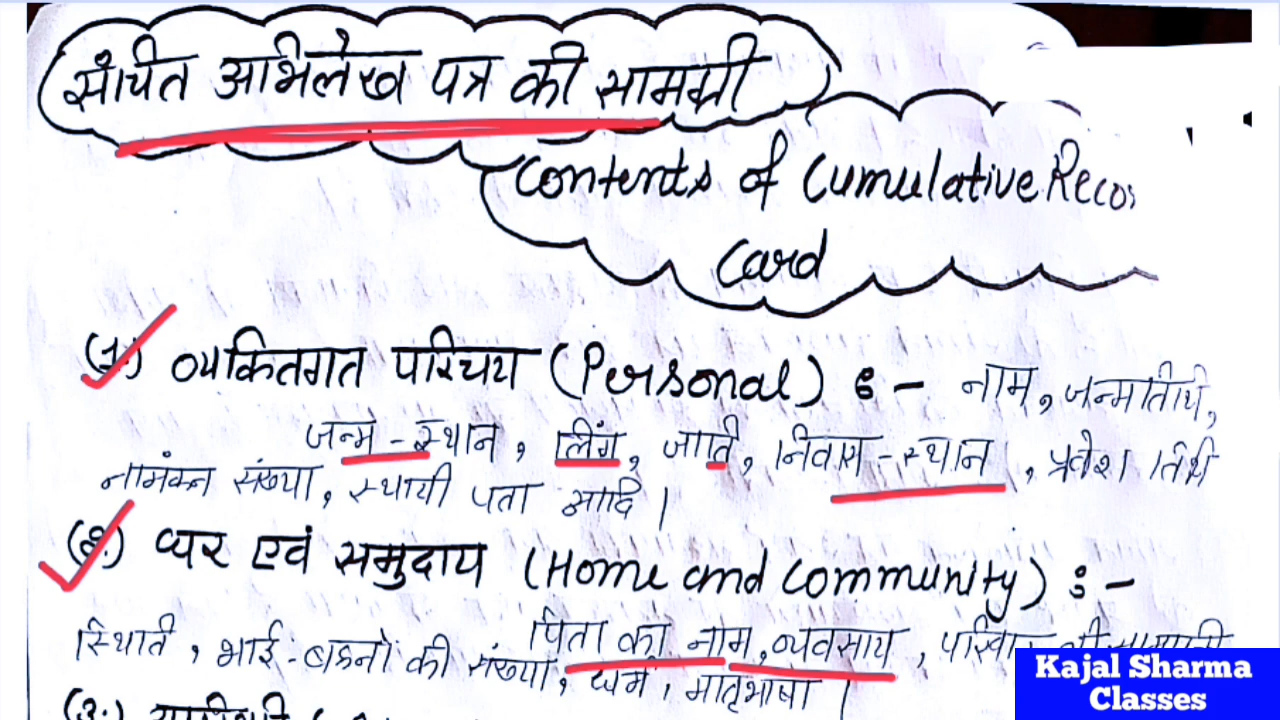 संचित अभिलेख पत्र की सामग्री
Contents of Cumulative Recor
Card
(1.) व्यक्तिगत परिचय (Personal) :- नाम, जन्मतिथि,
जन्म-स्थान, लिंग, जाति, निवास-स्थान, प्रवेश तिथि
नामांकन संख्या, स्थायी पता आदि।
(2.) घर एवं समुदाय (Home and Community) :-
पिता का नाम, व्यवसाय, परिवार की
स्थिति, भाई-बहनों की संख्या, धर्म, मातृभाषा।
(3.)
Kajal Sharma
Classes